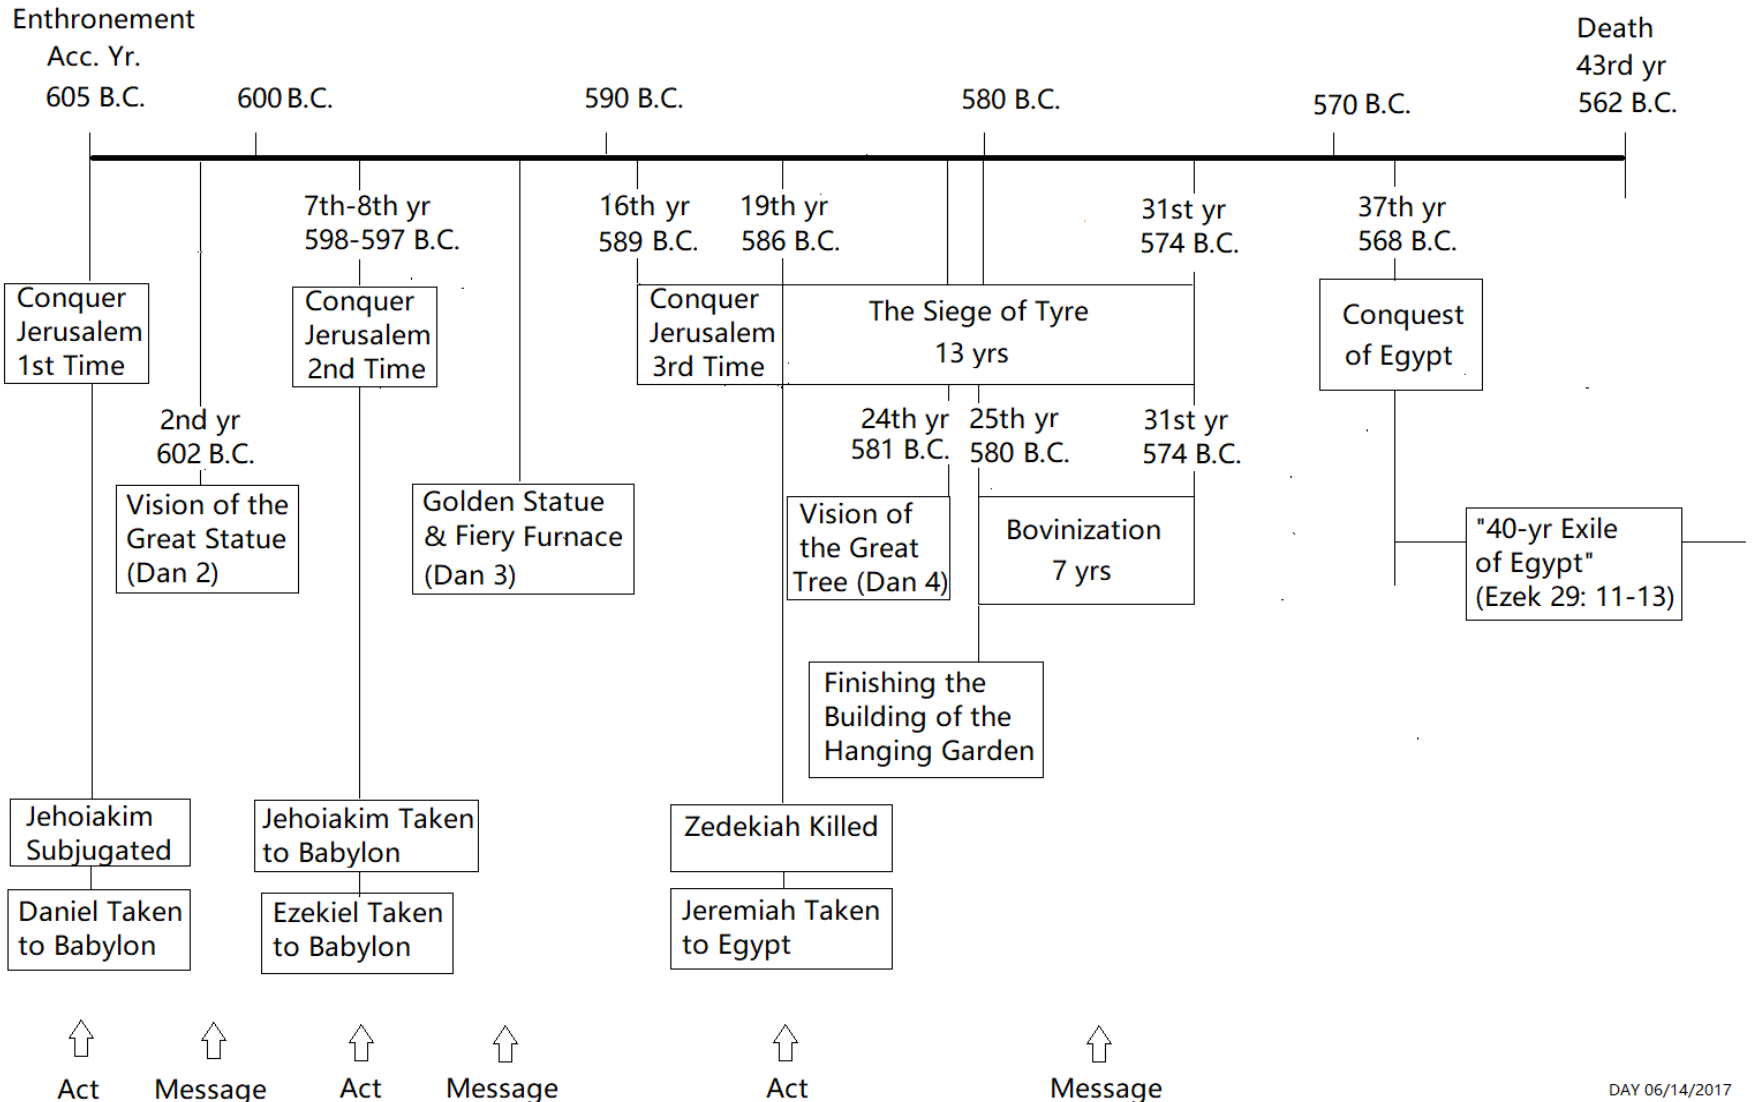 Enthronement
Acc. Yr.
605 B.C.
600 B.C.
590 B.C.
580 B.C.
570 B.C.
Death
43rd yr
562 B.C.
7th-8th yr
598-597 B.C.
16th yr
589 B.C.
19th yr
586 B.C.
31st yr
574 B.C.
37th yr
568 B.C.
Conquer
Jerusalem
1st Time
Conquer
Jerusalem
2nd Time
Conquer
Jerusalem
3rd Time
The Siege of Tyre
13 yrs
Conquest
of Egypt
2nd yr
602 B.C.
24th yr
581 B.C.
25th yr
580 B.C.
31st yr
574 B.C.
Vision of the
Great Statue
(Dan 2)
Golden Statue
& Fiery Furnace
(Dan 3)
Vision of
the Great
Tree (Dan 4)
Bovinization
7 yrs
"40-yr Exile
of Egypt"
(Ezek 29: 11-13)
Finishing the
Building of the
Hanging Garden
Jehoiakim
Subjugated
Jehoiakim Taken
to Babylon
Zedekiah Killed
Daniel Taken
to Babylon
Ezekiel Taken
to Babylon
Jeremiah Taken
to Egypt
Act
Message
Act
Message
Act
Message
DAY 06/14/2017